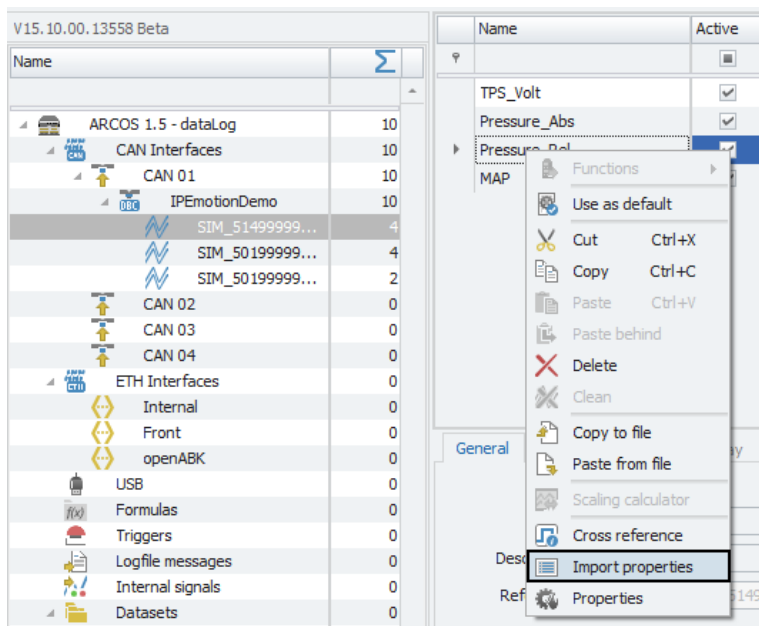 V15.10.00.13558 Beta
Name
Σ
ARCOS 1.5 - dataLog 10
CAN Interfaces 10
CAN 01 10
DBC IPEmotionDemo 10
SIM_51499999... 4
SIM_50199999... 4
SIM_50199999... 2
CAN 02 0
CAN 03 0
CAN 04 0
ETH Interfaces 0
Internal 0
Front 0
openABK 0
USB 0
f(x) Formulas 0
Triggers 0
Logfile messages 0
Internal signals 0
Datasets 0
Name Active
TPS_Volt
Pressure_Abs
Pressure_Rel
MAP
Functions
Use as default
Cut Ctrl+X
Copy Ctrl+C
Paste Ctrl+V
Paste behind
Delete
Clean
Copy to file
Paste from file
Scaling calculator
Cross reference
Import properties
Properties
General